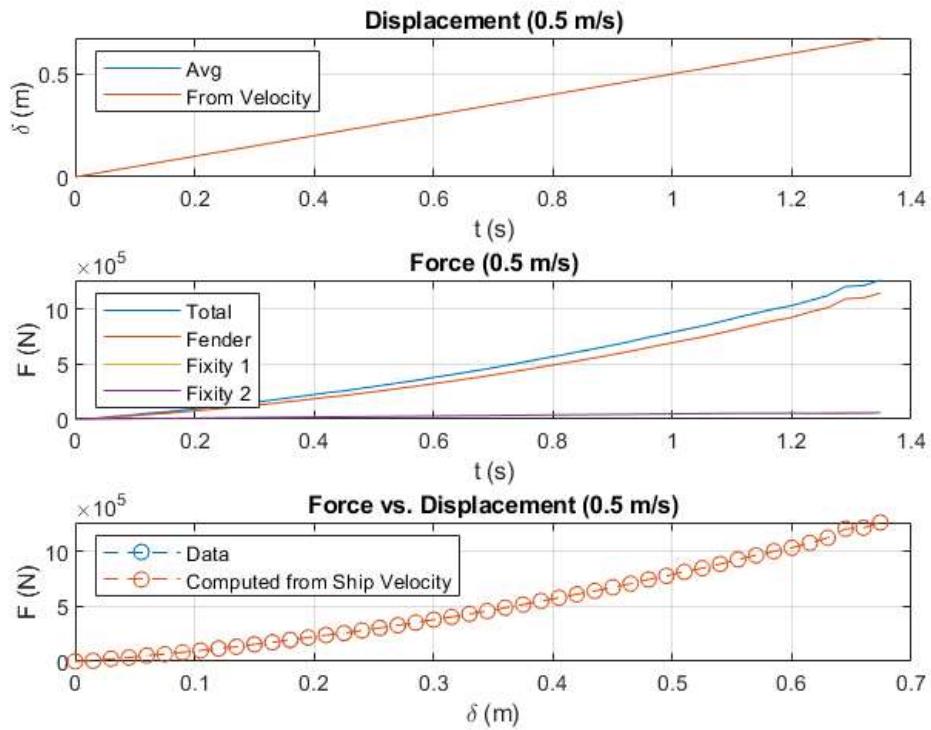 Displacement (0.5 m/s)
δ (m)
0.5
0
Avg
From Velocity
0 0.2 0.4 0.6 0.8 1 1.2 1.4
t (s)
Force (0.5 m/s)
×10⁵
F (N)
10
5
0
Total
Fender
Fixity 1
Fixity 2
0 0.2 0.4 0.6 0.8 1 1.2 1.4
t (s)
Force vs. Displacement (0.5 m/s)
×10⁵
F (N)
10
5
0
Data
Computed from Ship Velocity
0 0.1 0.2 0.3 0.4 0.5 0.6 0.7
δ (m)